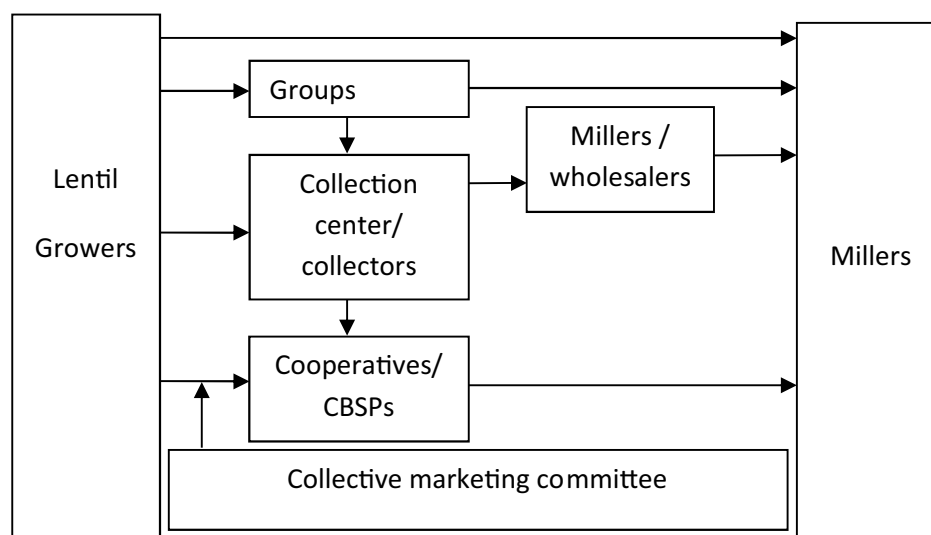 Lentil
Growers
Groups
Collection
center/
collectors
Cooperatives/
CBSPs
Collective marketing committee
Millers /
wholesalers
Millers